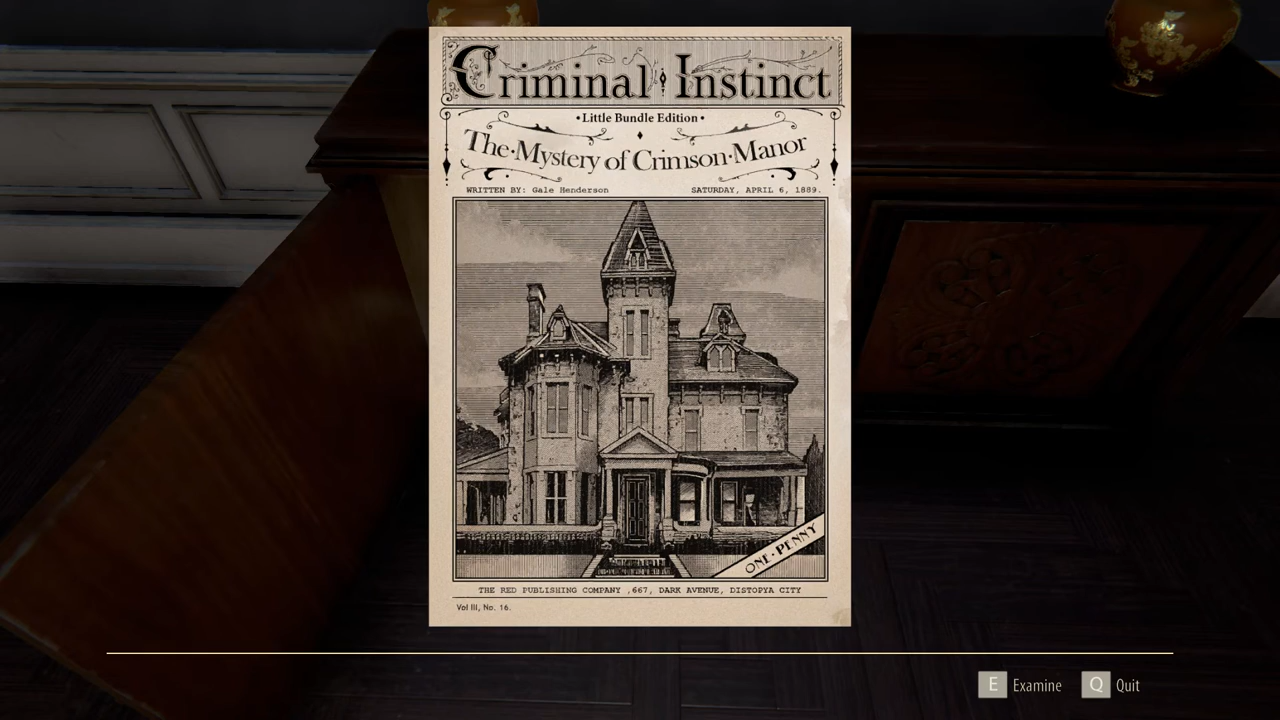 Criminal Instinct
•Little Bundle Edition•
The•Mystery of Crimson•Manor
WRITTEN BY: Gale Henderson
SATURDAY, APRIL 6, 1889.
ONE•PENNY
THE RED PUBLISHING COMPANY ,667, DARK AVENUE, DISTOPYA CITY
Vol III, No. 16.
E Examine Q Quit